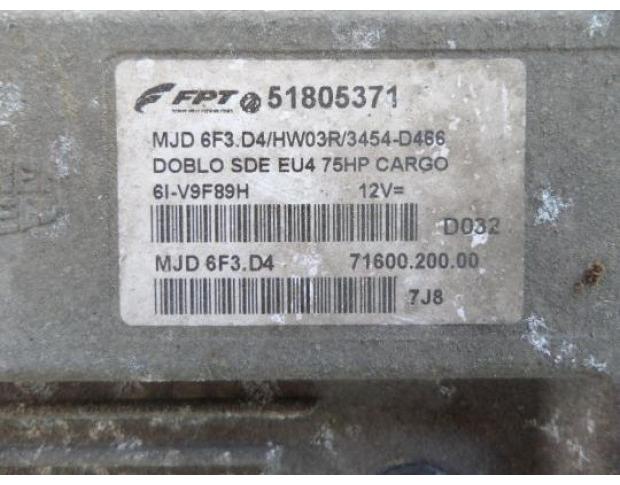 FPT 51805371
MJD 6F3.D4/HW03R/3454-D466
DOBLO SDE EU4 75HP CARGO
6I-V9F89H 12V=
D032
MJD 6F3.D4 71600.200.00
7J8